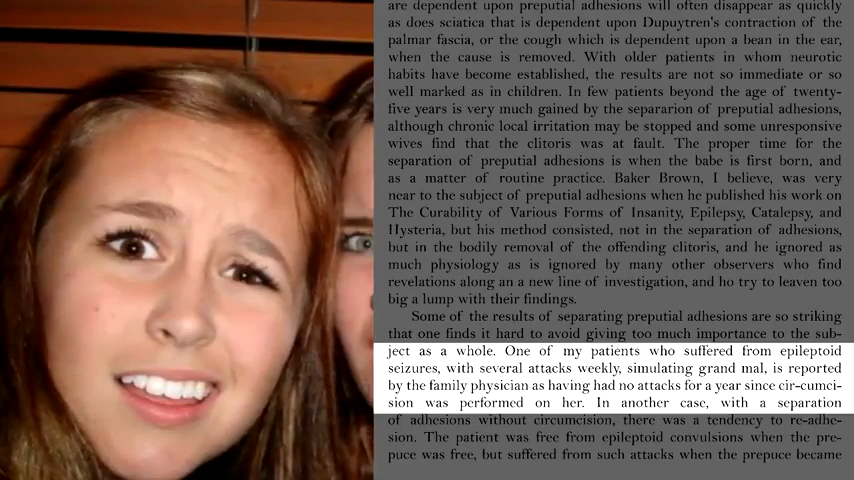 are dependent upon preputial adhesions will often disappear as quickly
as does sciatica that is dependent upon Dupuytren's contraction of the
palmar fascia, or the cough which is dependent upon a bean in the ear,
when the cause is removed. With older patients in whom neurotic
habits have become established, the results are not so immediate or so
well marked as in children. In few patients beyond the age of twenty-
five years is very much gained by the separarion of preputial adhesions,
although chronic local irritation may be stopped and some unresponsive
wives find that the clitoris was at fault. The proper time for the
separation of preputial adhesions is when the babe is first born, and
as a matter of routine practice. Baker Brown, I believe, was very
near to the subject of preputial adhesions when he published his work on
The Curability of Various Forms of Insanity, Epilepsy, Catalepsy, and
Hysteria, but his method consisted, not in the separation of adhesions,
but in the bodily removal of the offending clitoris, and he ignored as
much physiology as is ignored by many other observers who find
revelations along an a new line of investigation, and ho try to leaven too
big a lump with their findings.
Some of the results of separating preputial adhesions are so striking
that one finds it hard to avoid giving too much importance to the sub-
ject as a whole. One of my patients who suffered from epileptoid
seizures, with several attacks weekly, simulating grand mal, is reported
by the family physician as having had no attacks for a year since cir-cumci-
sion was performed on her. In another case, with a separation
of adhesions without circumcision, there was a tendency to re-adhe-
sion. The patient was free from epileptoid convulsions when the pre-
puce was free, but suffered from such attacks when the prepuce became